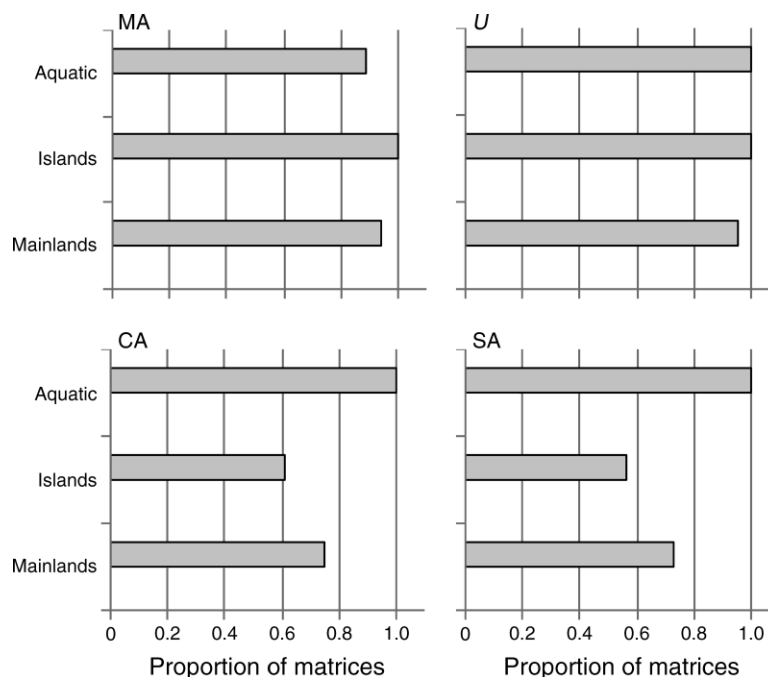 MA
Aquatic
Islands
Mainlands
U
CA
Aquatic
Islands
Mainlands
0 0.2 0.4 0.6 0.8 1.0
Proportion of matrices
SA
0 0.2 0.4 0.6 0.8 1.0
Proportion of matrices